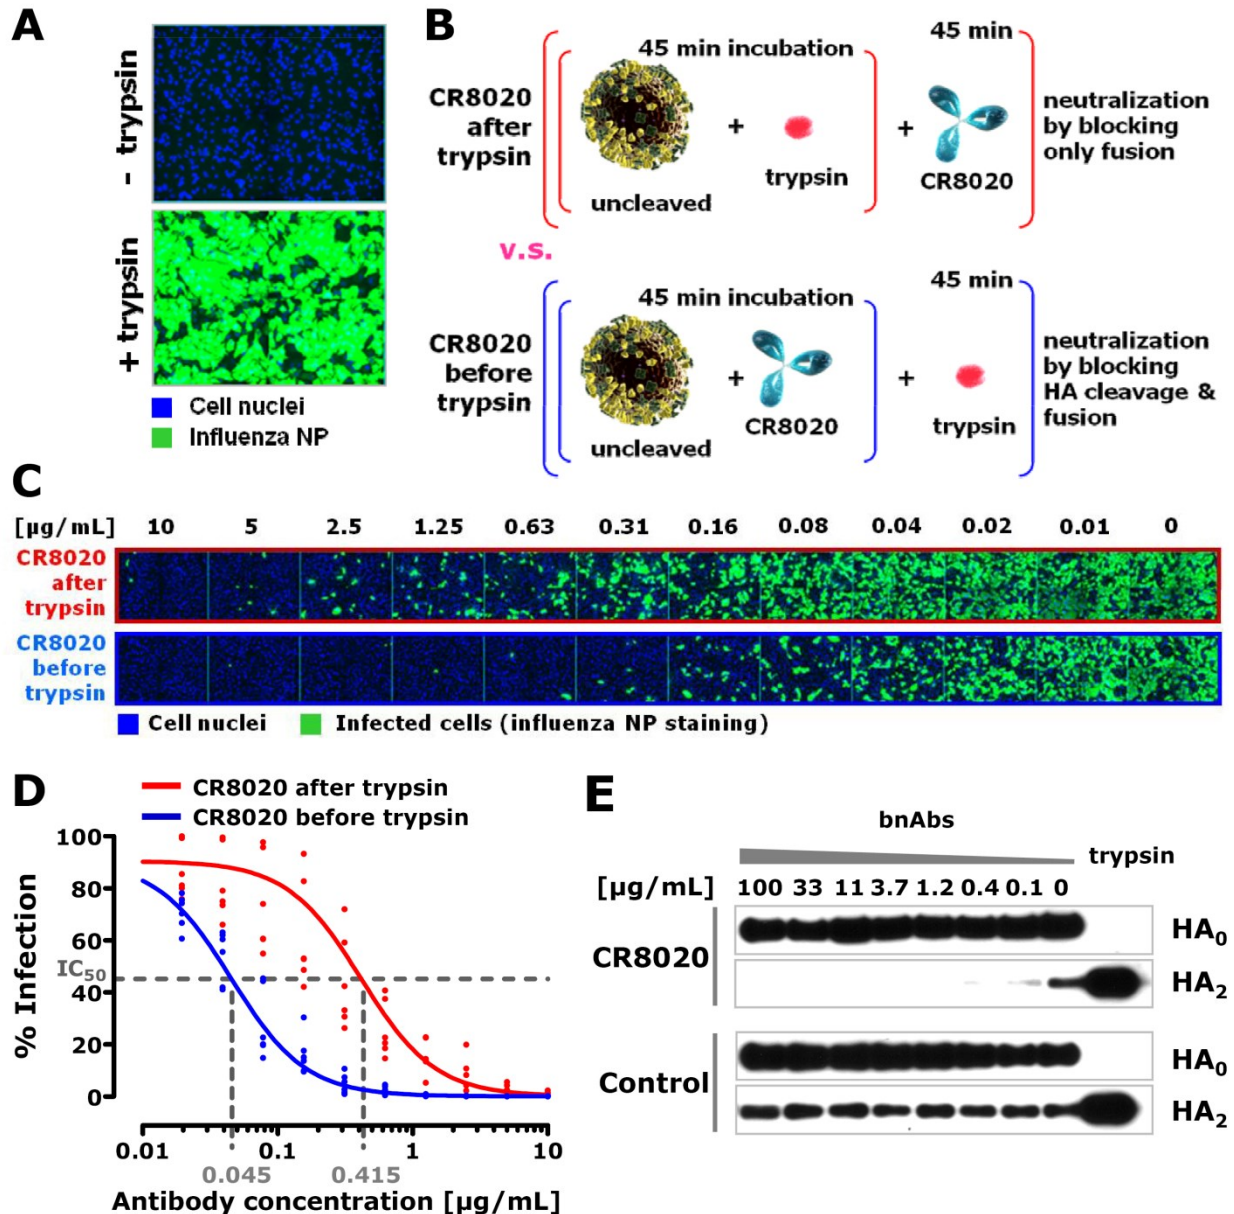 A
- trypsin
+ trypsin
Cell nuclei
Influenza NP
B
CR8020
after
trypsin
45 min incubation
45 min
+
+
uncleaved
trypsin
CR8020
neutralization
by blocking
only fusion
v.s.
CR8020
before
trypsin
45 min incubation
45 min
+
+
uncleaved
CR8020
trypsin
neutralization
by blocking
HA cleavage &
fusion
C
[µg/mL] 10 5 2.5 1.25 0.63 0.31 0.16 0.08 0.04 0.02 0.01 0
CR8020
after
trypsin
CR8020
before
trypsin
Cell nuclei
Infected cells (influenza NP staining)
D
CR8020 after trypsin
CR8020 before trypsin
% Infection
100
80
60
IC50
40
20
0
0.01 0.1 1 10
0.045 0.415
Antibody concentration [µg/mL]
E
bnAbs
trypsin
[µg/mL] 100 33 11 3.7 1.2 0.4 0.1 0
CR8020
HA0
HA2
Control
HA0
HA2